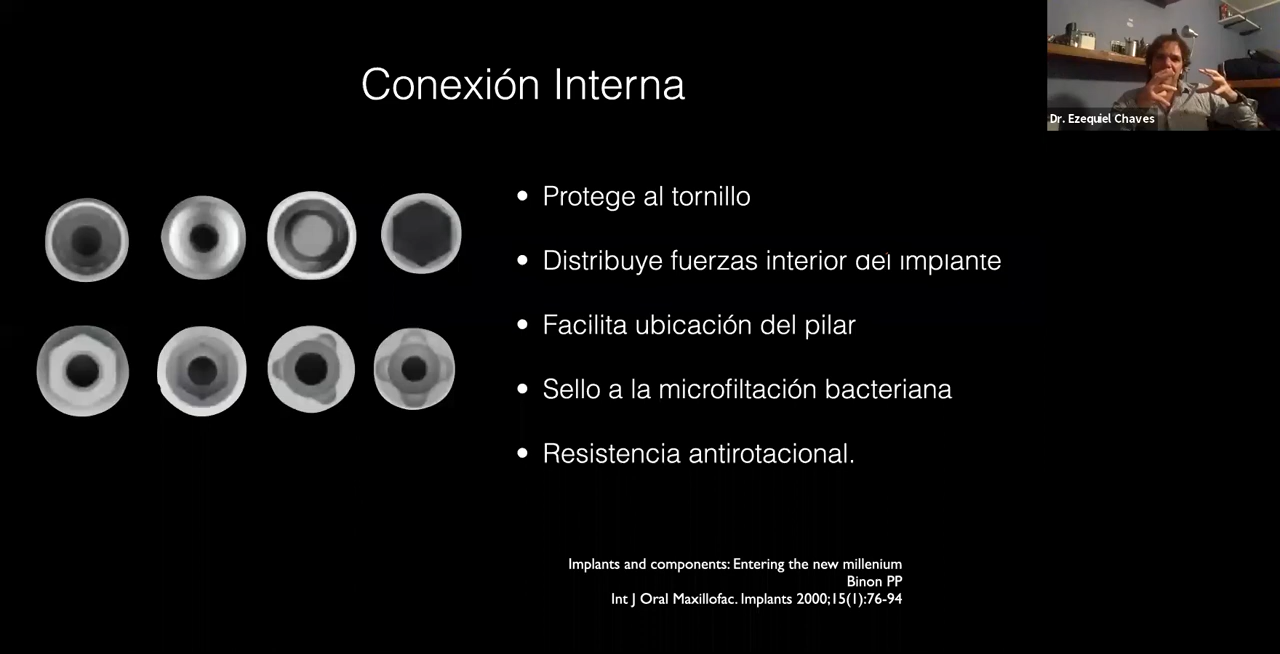 Conexión Interna
Dr. Ezequiel Chaves
• Protege al tornillo
• Distribuye fuerzas interior del implante
• Facilita ubicación del pilar
• Sello a la microfiltación bacteriana
• Resistencia antirotacional.
Implants and components: Entering the new millenium
Binon PP
Int J Oral Maxillofac. Implants 2000;15(1):76-94